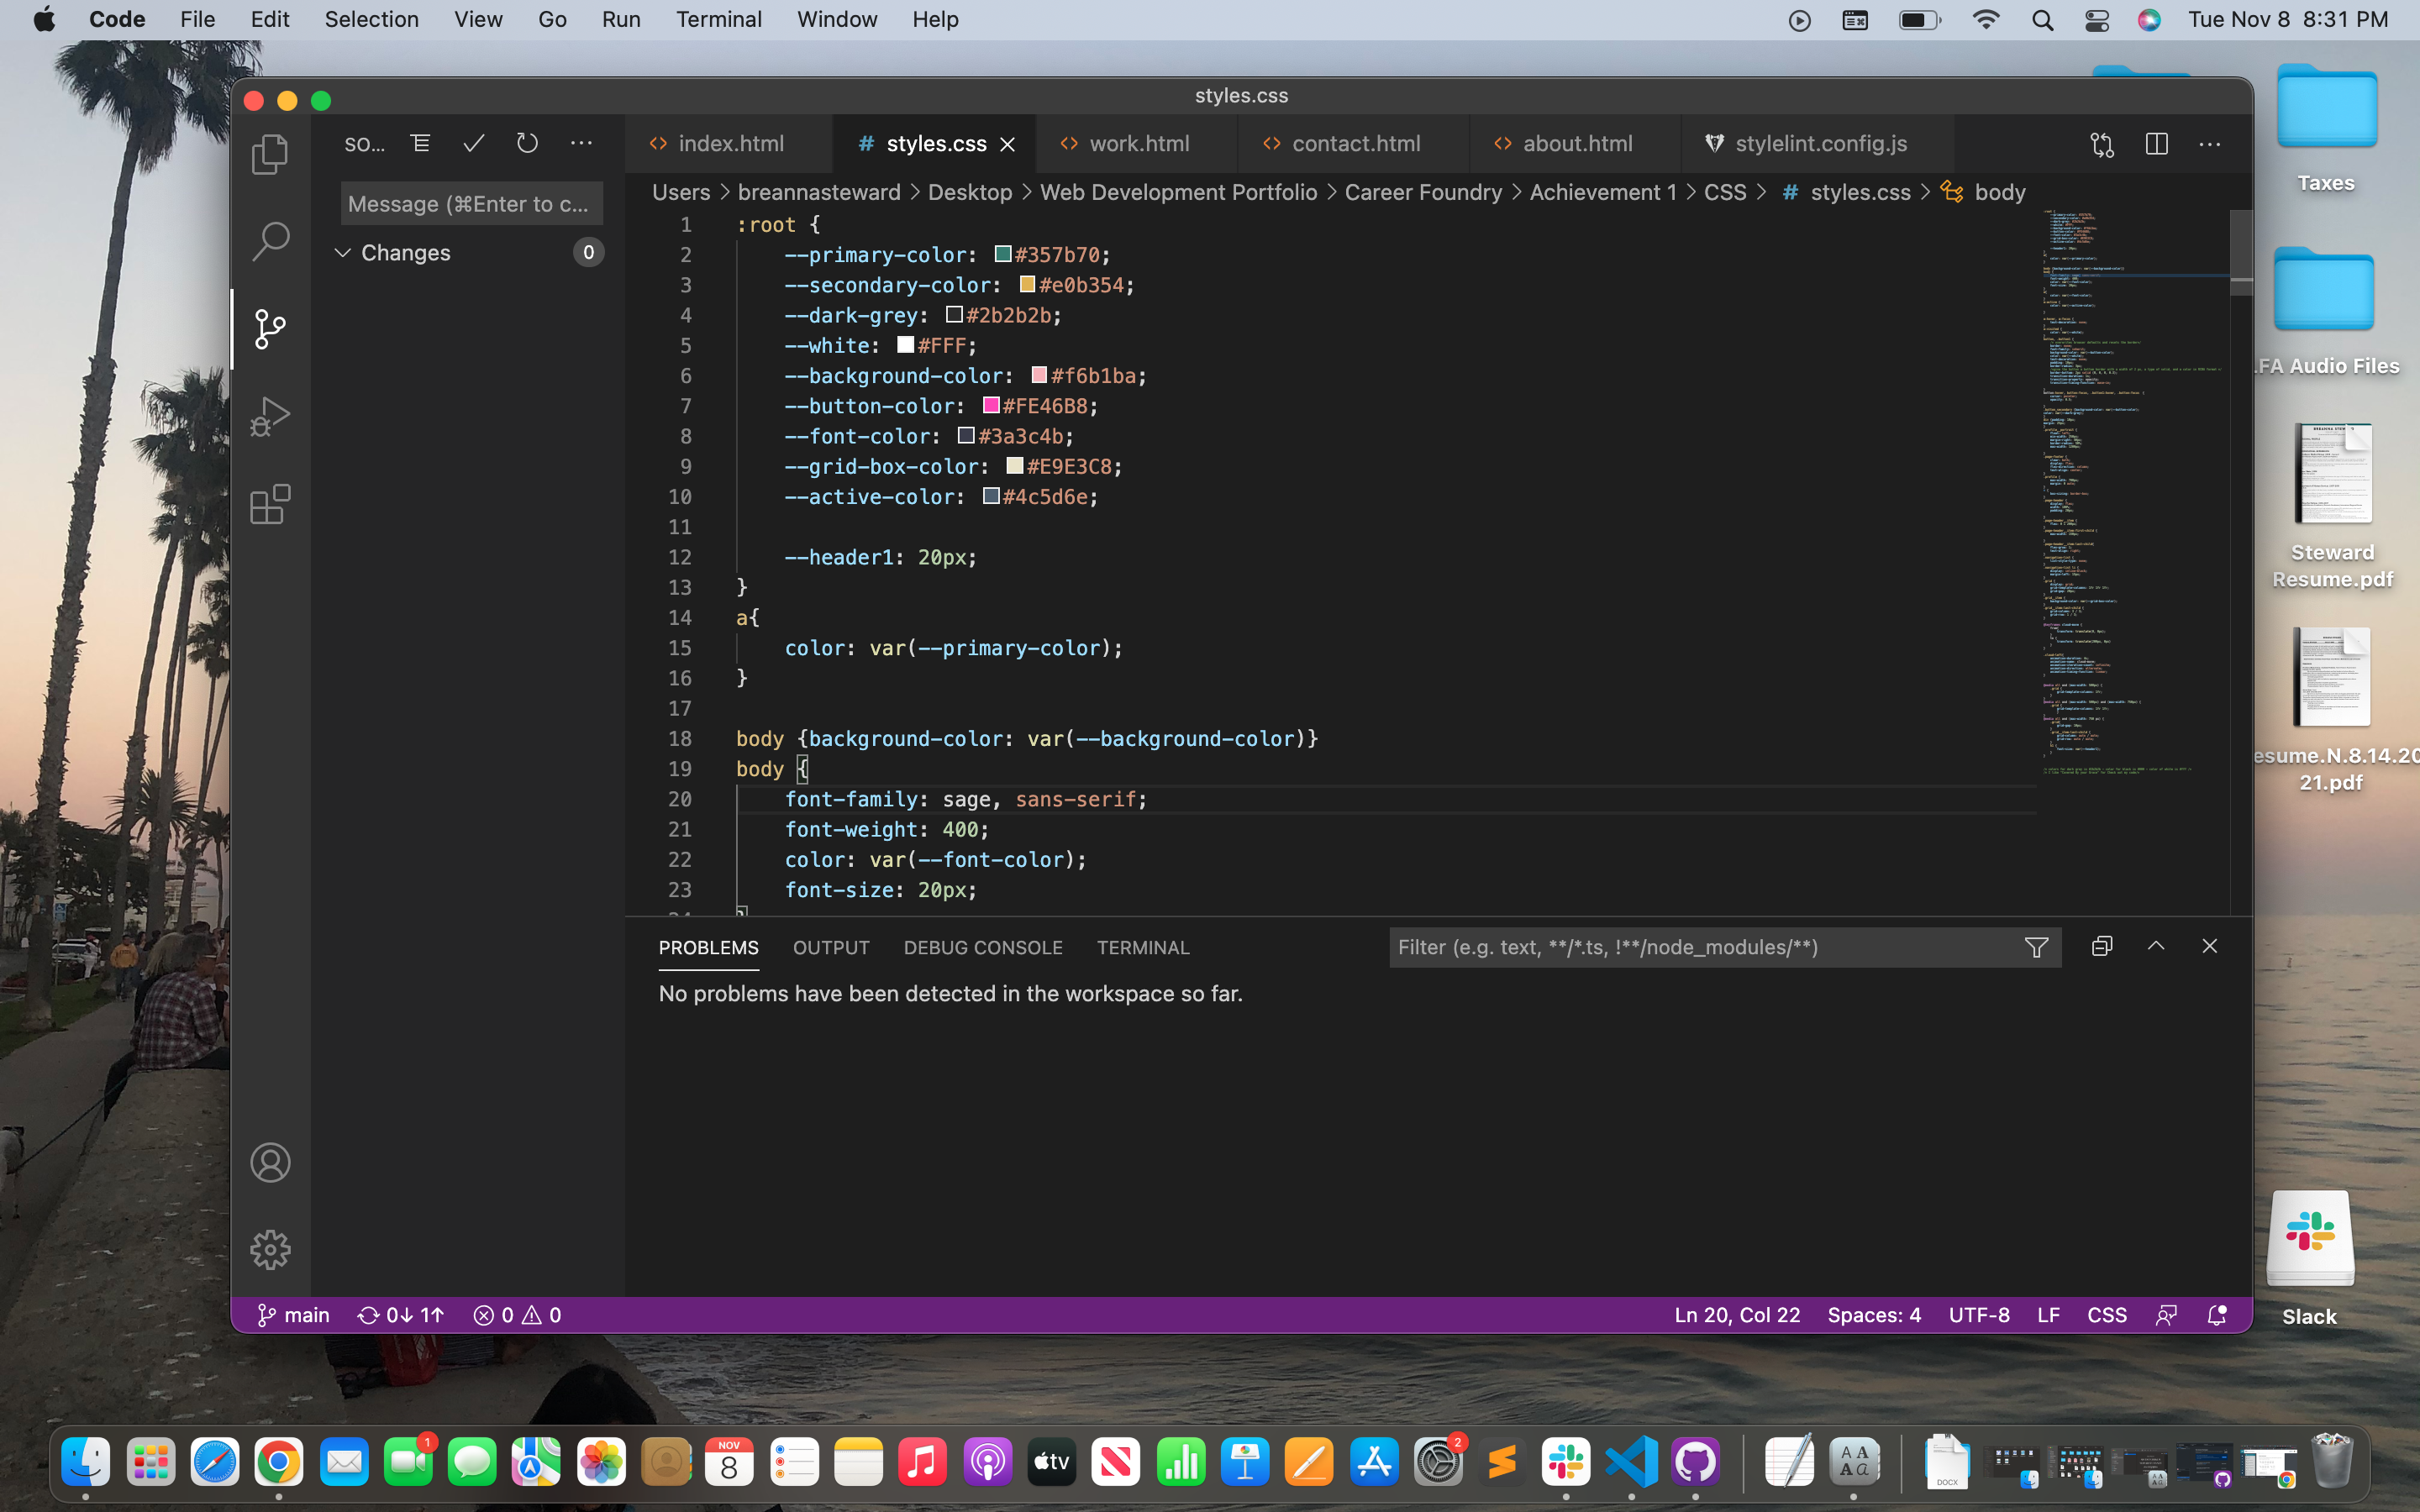 Code File Edit Selection View Go Run Terminal Window Help Tue Nov 8 8:31 PM
styles.css
SO...
index.html
# styles.css
work.html
contact.html
about.html
stylelint.config.js
Message (⌘Enter to c...
Changes 0
Users > breannasteward > Desktop > Web Development Portfolio > Career Foundry > Achievement 1 > CSS > # styles.css > body
1 :root {
2 --primary-color: #357b70;
3 --secondary-color: #e0b354;
4 --dark-grey: #2b2b2b;
5 --white: #FFF;
6 --background-color: #f6b1ba;
7 --button-color: #FE46B8;
8 --font-color: #3a3c4b;
9 --grid-box-color: #E9E3C8;
10 --active-color: #4c5d6e;
11
12 --header1: 20px;
13 }
14 a{
15 color: var(--primary-color);
16 }
17
18 body {background-color: var(--background-color)}
19 body {
20 font-family: sage, sans-serif;
21 font-weight: 400;
22 color: var(--font-color);
23 font-size: 20px;
24 }
PROBLEMS OUTPUT DEBUG CONSOLE TERMINAL
Filter (e.g. text, **/*.ts, !**/node_modules/**)
No problems have been detected in the workspace so far.
main 0↓ 1↑ 0 0
Ln 20, Col 22 Spaces: 4 UTF-8 LF CSS
Taxes
FA Audio Files
Steward
Resume.pdf
esume.N.8.14.20
21.pdf
Slack
1
NOV
8
tv
2
A A
A a
DOCX